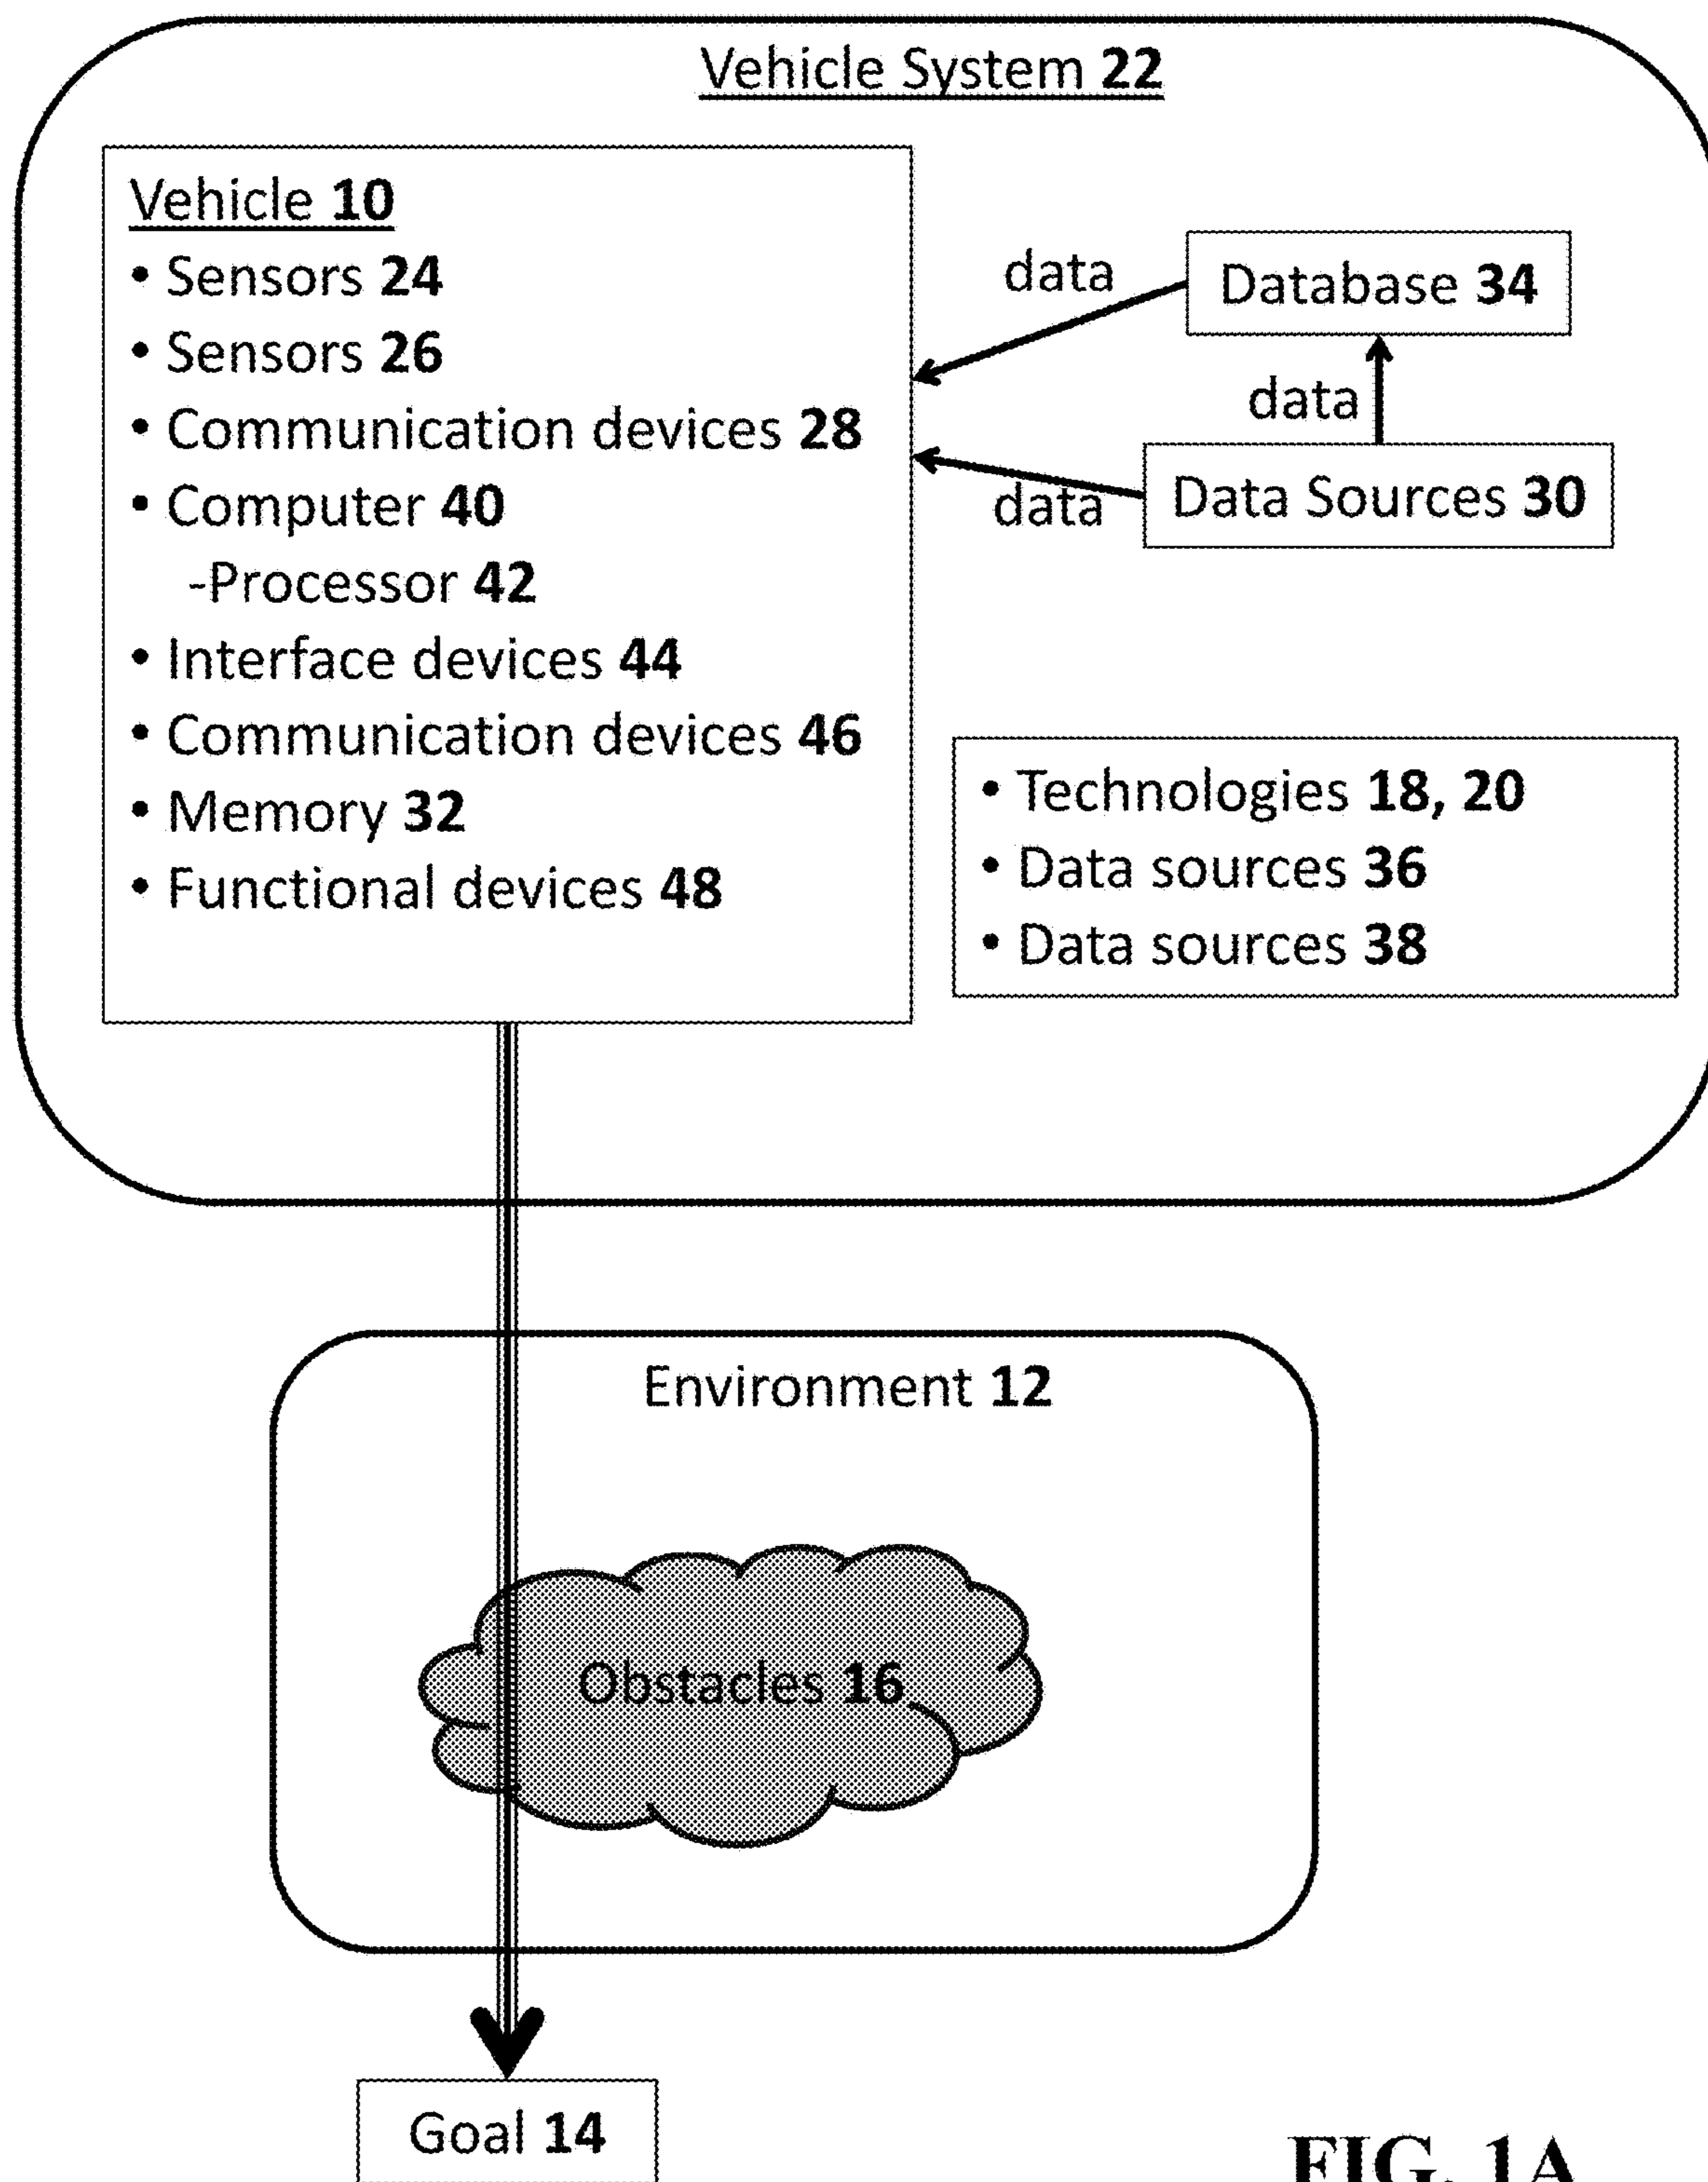 Vehicle System 22
Vehicle 10
• Sensors 24
• Sensors 26
• Communication devices 28
• Computer 40
-Processor 42
• Interface devices 44
• Communication devices 46
• Memory 32
• Functional devices 48
data
Database 34
data
data
Data Sources 30
• Technologies 18, 20
• Data sources 36
• Data sources 38
Environment 12
Obstacles 16
Goal 14
FIG. 1A